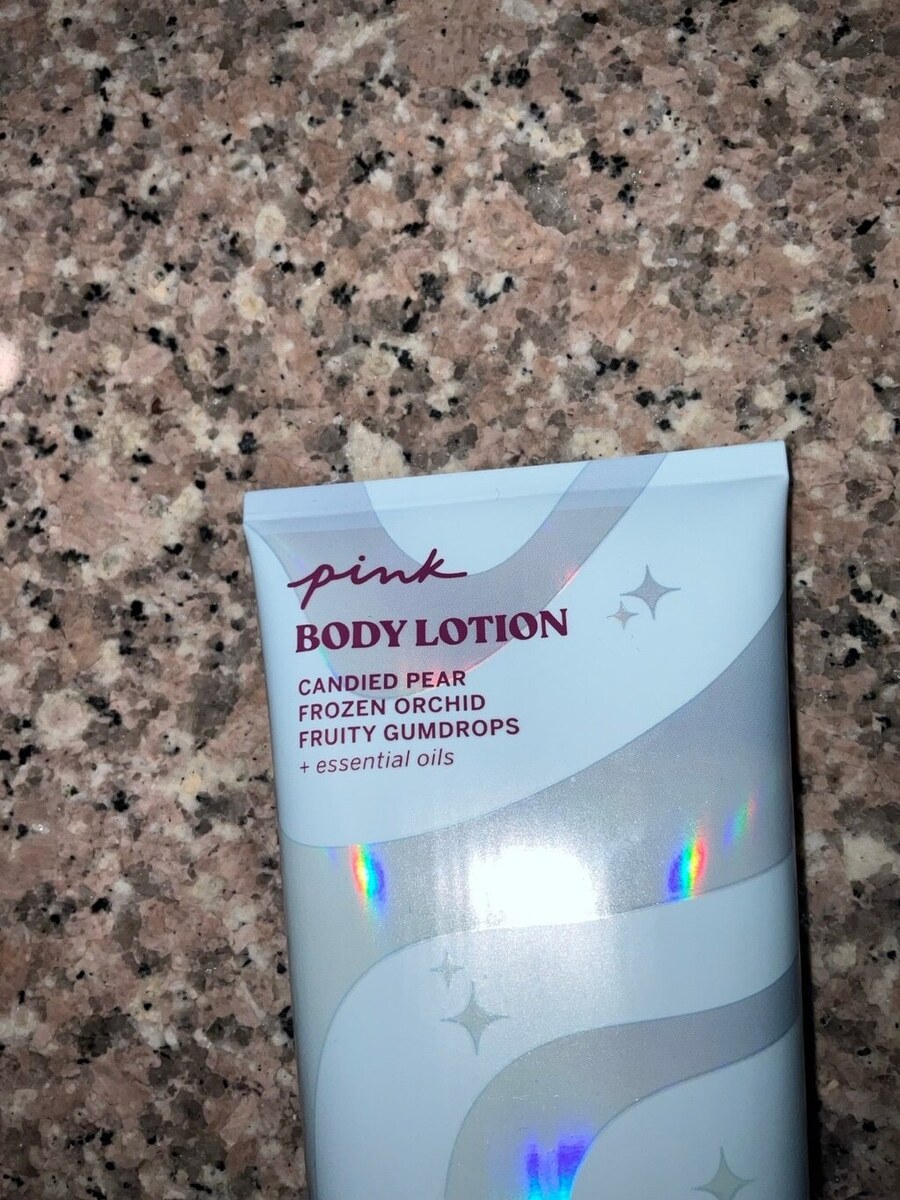 pink
BODY LOTION
CANDIED PEAR
FROZEN ORCHID
FRUITY GUMDROPS
+ essential oils